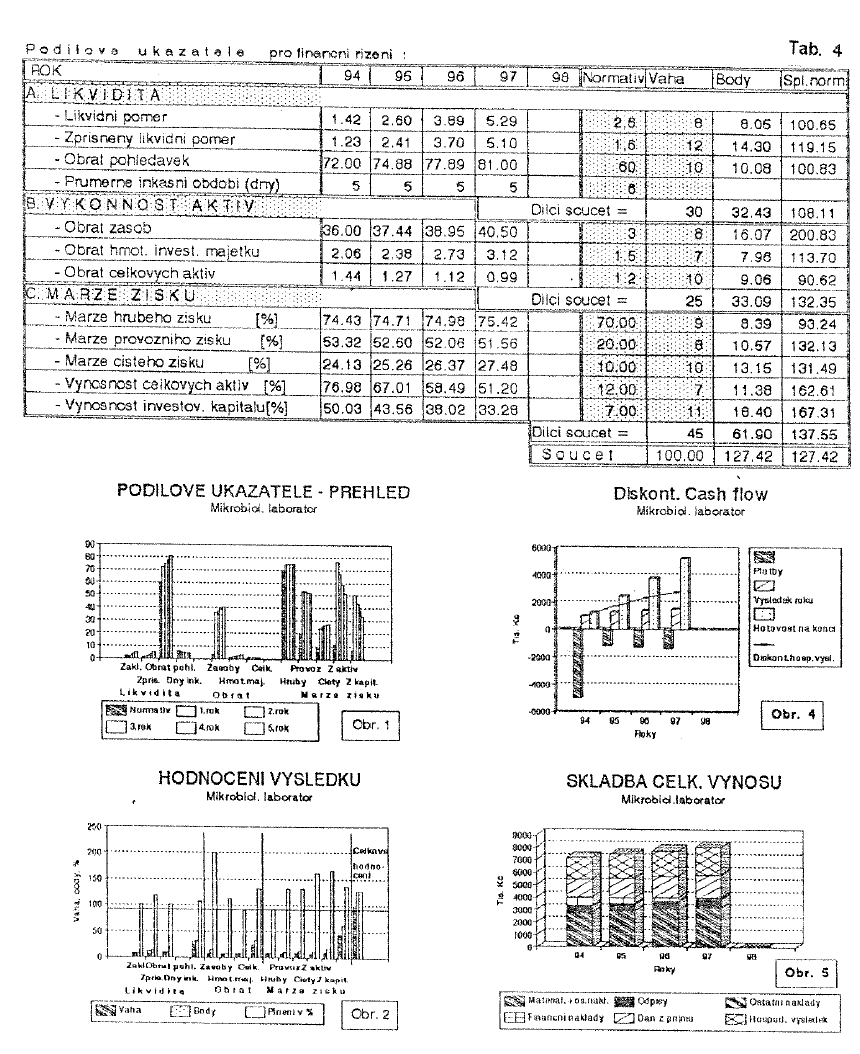 Tab. 4
Podilove ukazatele pro financni rizeni :
ROK 94 95 96 97 98 Normativ Vaha Body Spl.norm
A. LIKVIDITA
- Likvidni pomer 1.42 2.60 3.89 5.29 2.6 8 8.05 100.65
- Zprisneny likvidni pomer 1.23 2.41 3.70 5.10 1.6 12 14.30 119.15
- Obrat pohledavek 72.00 74.88 77.89 81.00 60 10 10.08 100.83
- Prumerne inkasni obdobi (dny) 5 5 5 5 6
B. VYKONNOST AKTIV Dilci soucet = 30 32.43 108.11
- Obrat zasob 36.00 37.44 38.95 40.50 3 8 16.07 200.83
- Obrat hmot. invest. majetku 2.06 2.38 2.73 3.12 1.5 7 7.96 113.70
- Obrat celkovych aktiv 1.44 1.27 1.12 0.99 1.2 10 9.06 90.62
C. MARZE ZISKU Dilci soucet = 25 33.09 132.35
- Marze hrubeho zisku [%] 74.43 74.71 74.98 75.42 70.00 9 8.39 93.24
- Marze provozniho zisku [%] 53.32 52.60 52.06 51.56 20.00 8 10.57 132.13
- Marze cisteho zisku [%] 24.13 25.26 26.37 27.48 10.00 10 13.15 131.49
- Vynosnost celkovych aktiv [%] 76.98 67.01 58.49 51.20 12.00 7 11.38 162.61
- Vynosnost investov. kapitalu[%] 50.03 43.56 38.02 33.28 7.00 11 18.40 167.31
Dilci soucet = 45 61.90 137.55
Soucet 100.00 127.42 127.42
PODILOVE UKAZATELE - PREHLED
Mikrobiol. laborator
90
80
70
60
50
40
30
20
10
0
Zakl. Obrat pohl. Zasoby Celk. Provoz Z aktiv
Zpris. Dny ink. Hmot.maj. Hruby Cisty Z kapit.
Likvidita Obrat Marze zisku
Normativ 1.rok 2.rok
3.rok 4.rok 5.rok
Obr. 1
Diskont. Cash flow
Mikrobiol. laborator
Tis. Kc
6000
4000
2000
0
-2000
-4000
-6000
94 95 96 97 98
Roky
Platby
Vysledek roku
Hotovost na konci
Diskont.hosp.vysl.
Obr. 4
HODNOCENI VYSLEDKU
Mikrobiol. laborator
Vaha, body, %
250
200
150
100
50
0
Celkove
hodno-
ceni
Zakl. Obrat pohl. Zasoby Celk. Provoz Z aktiv
Zpris. Dny ink. Hmot.maj. Hruby Cisty Z kapit.
Likvidita Obrat Marze zisku
Vaha Body Plneni v %
Obr. 2
SKLADBA CELK. VYNOSU
Mikrobiol.laborator
Tis. Kc
9000
8000
7000
6000
5000
4000
3000
2000
1000
0
94 95 96 97 98
Roky
Obr. 5
Material. + os.nakl. Odpisy Ostatni naklady
Financni naklady Dan z prijmu Hospod. vysledek